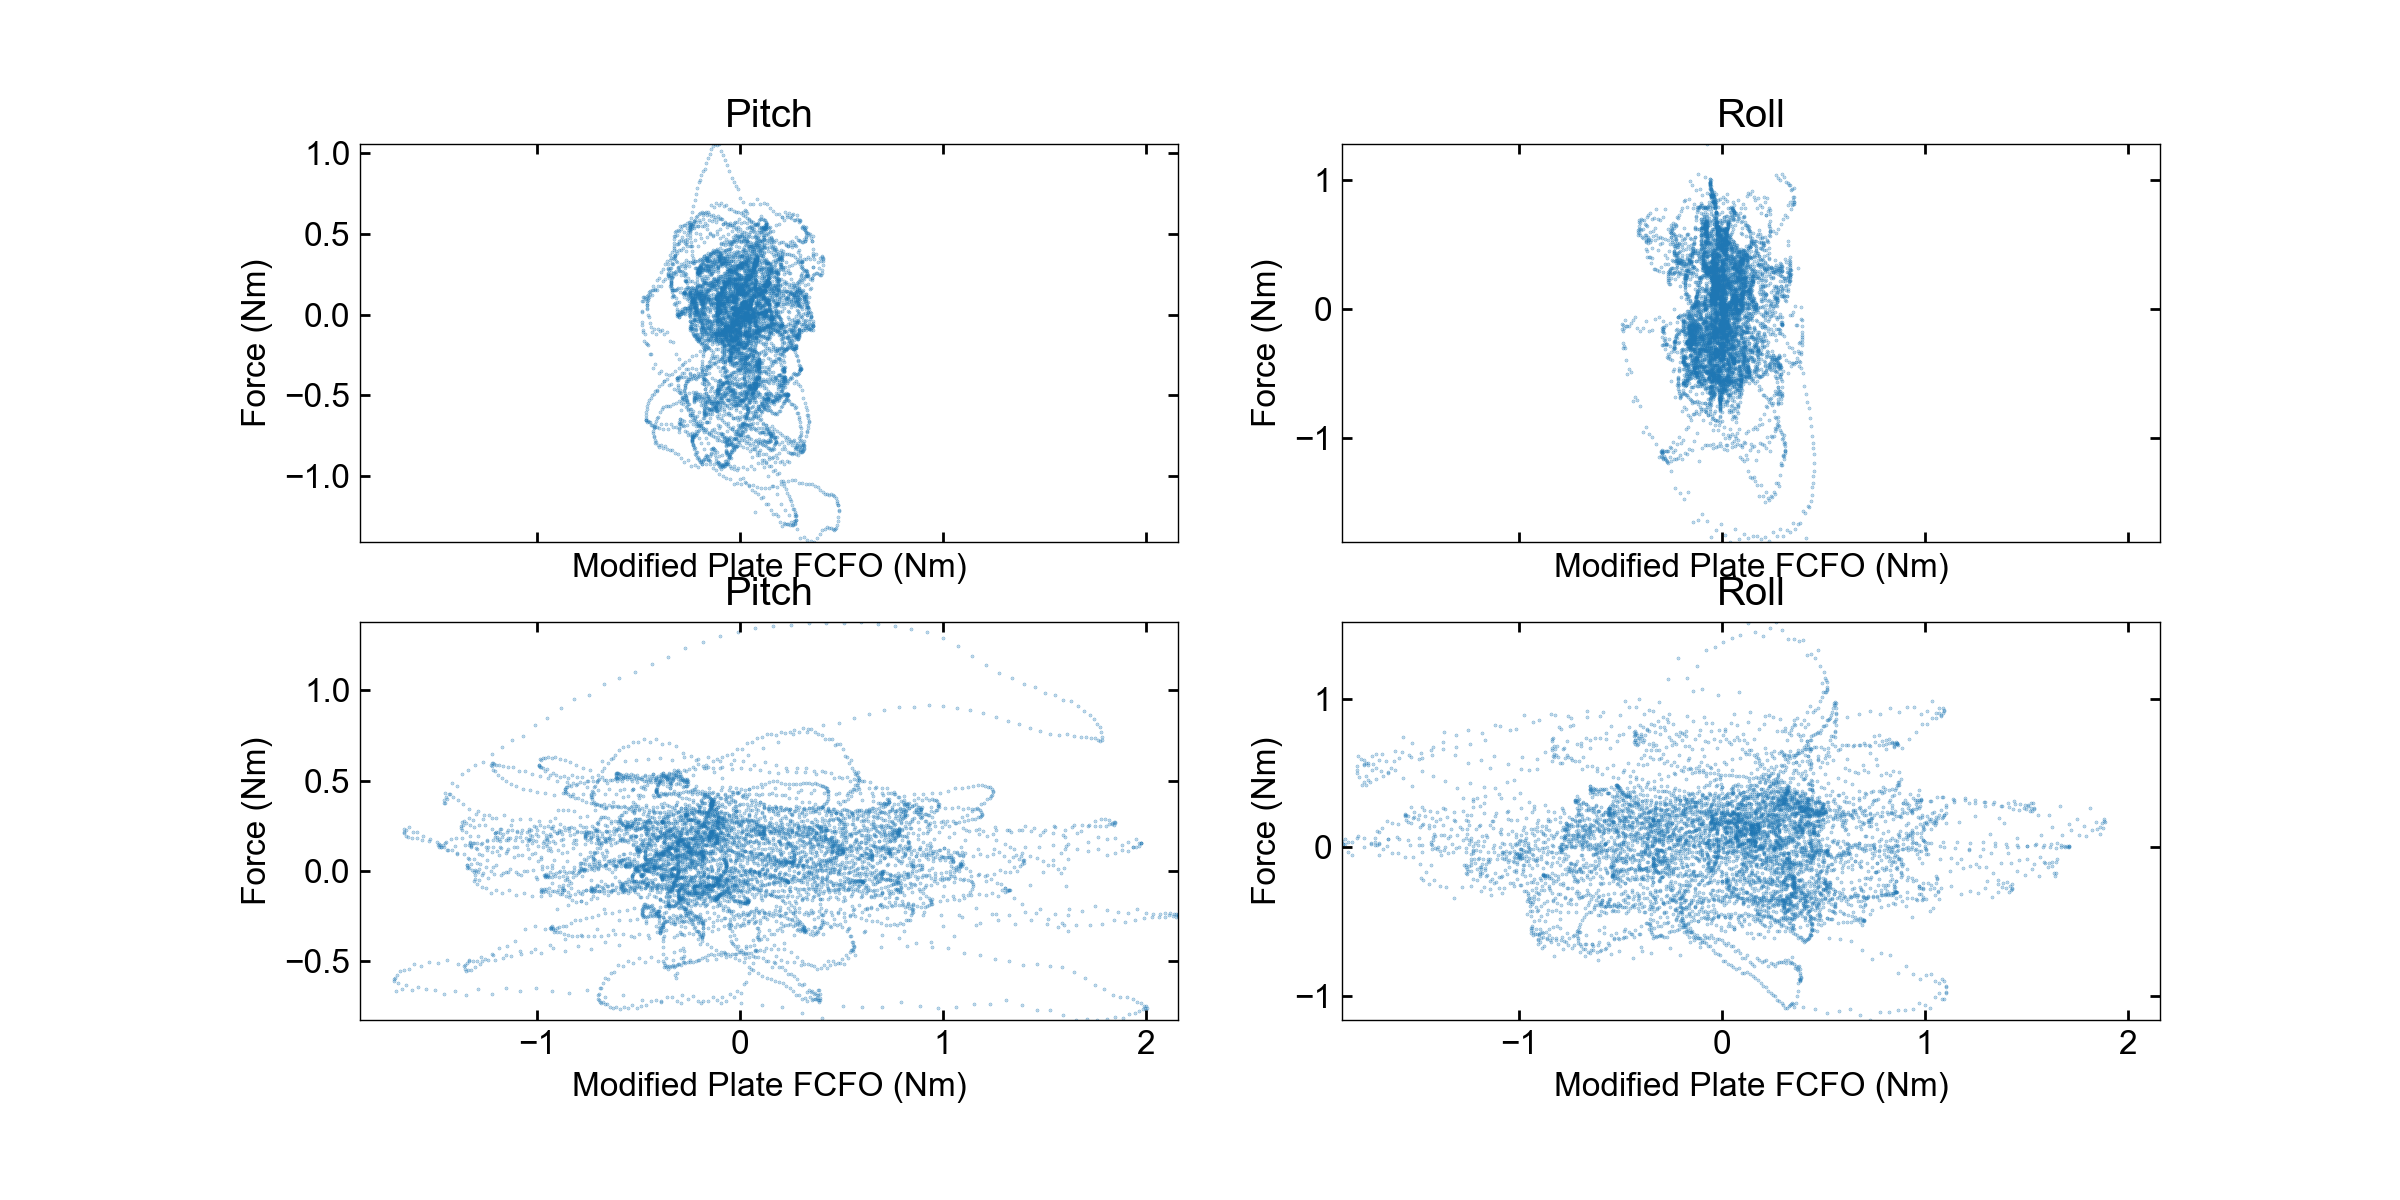 Pitch
Roll
1.0
0.5
0.0
−0.5
−1.0
Force (Nm)
Modified Plate FCFO (Nm)
1
0
−1
Force (Nm)
Modified Plate FCFO (Nm)
Pitch
Roll
1.0
0.5
0.0
−0.5
Force (Nm)
−1 0 1 2
Modified Plate FCFO (Nm)
1
0
−1
Force (Nm)
−1 0 1 2
Modified Plate FCFO (Nm)